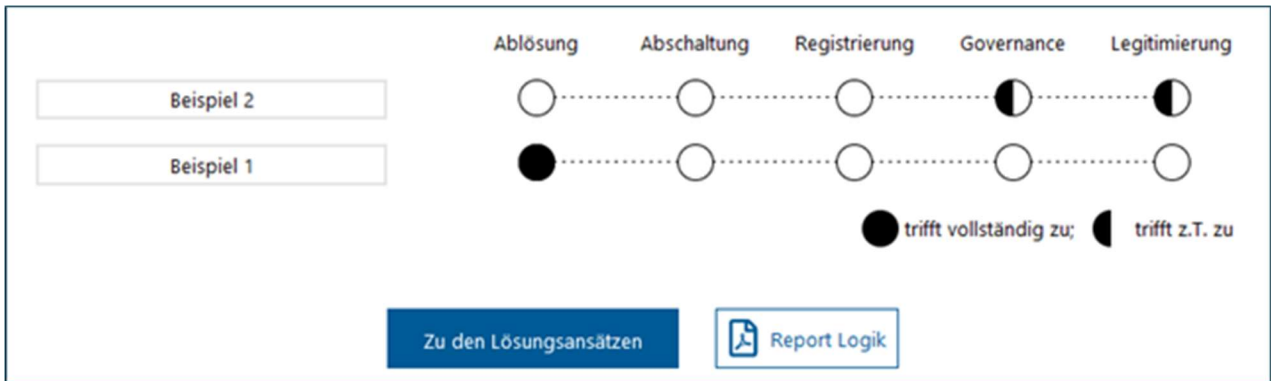 Ablösung Abschaltung Registrierung Governance Legitimierung
Beispiel 2
Beispiel 1
trifft vollständig zu; trifft z.T. zu
Zu den Lösungsansätzen Report Logik